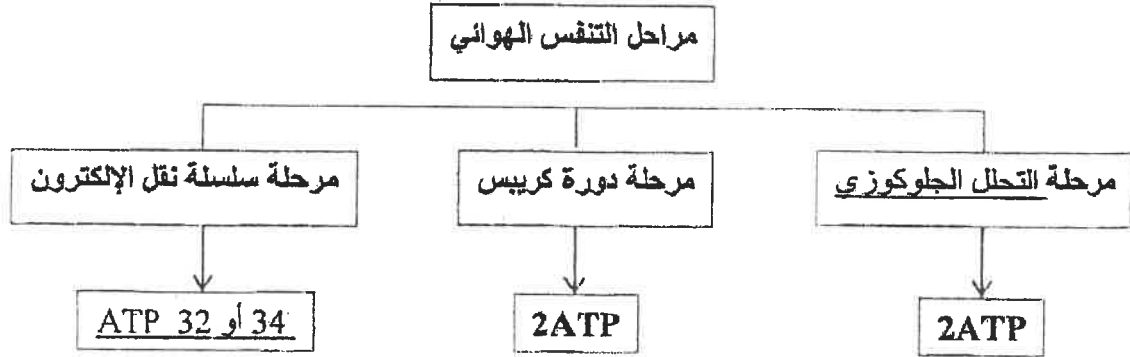 مراحل التنفس الهوائي
مرحلة التحلل الجلوكوزي
مرحلة دورة كريبس
مرحلة سلسلة نقل الإلكترون
2ATP
2ATP
34 أو 32 ATP